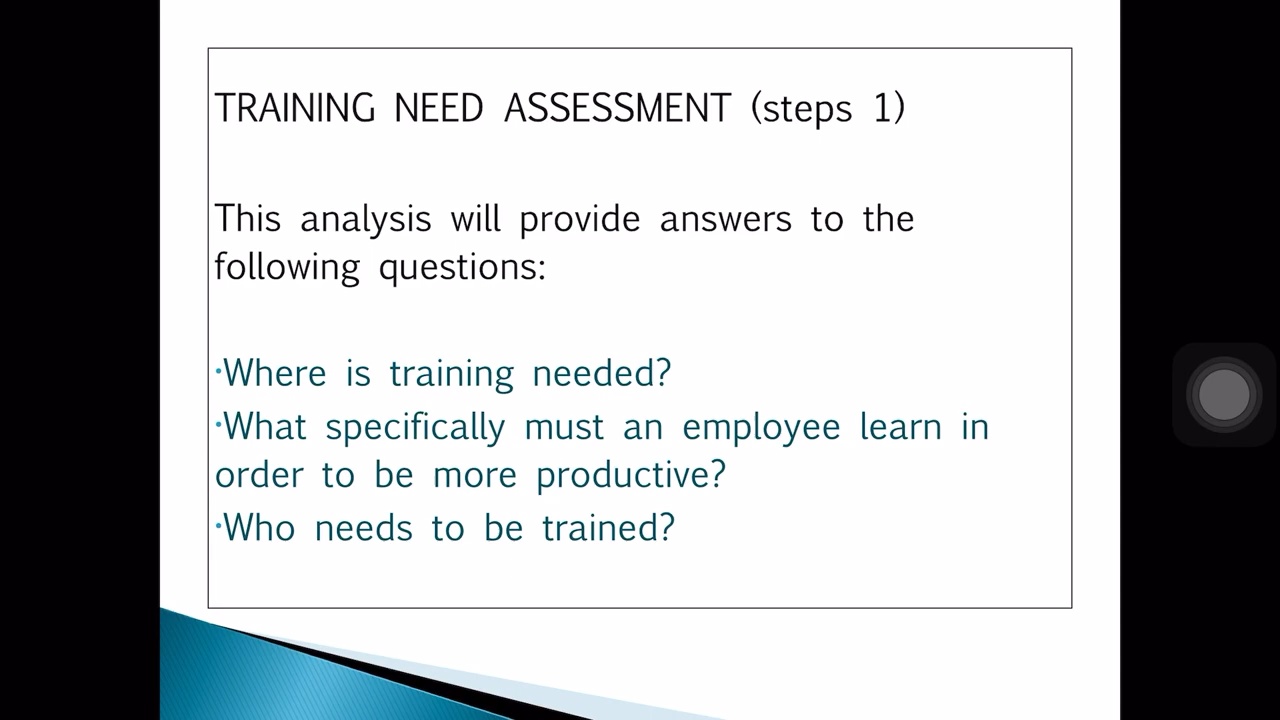 TRAINING NEED ASSESSMENT (steps 1)
This analysis will provide answers to the
following questions:
•Where is training needed?
•What specifically must an employee learn in
order to be more productive?
•Who needs to be trained?